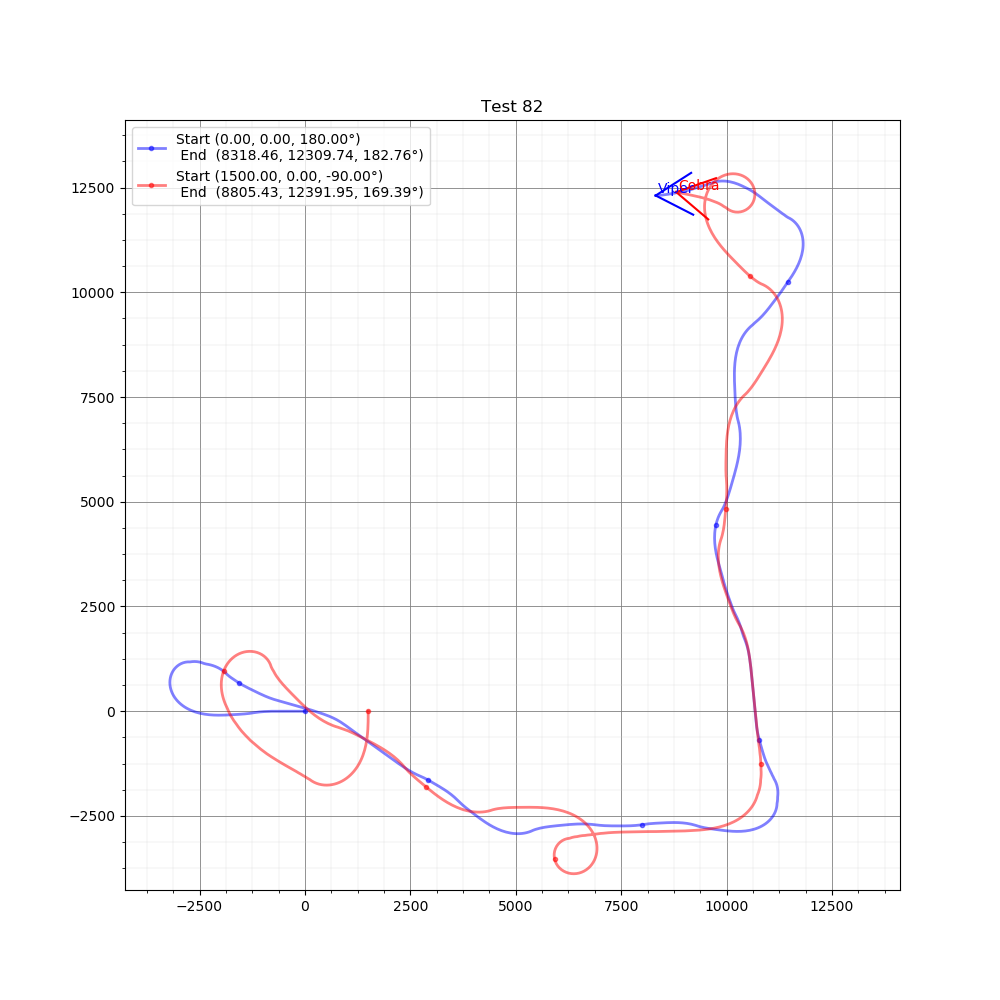 Test 82
Start (0.00, 0.00, 180.00°)
End  (8318.46, 12309.74, 182.76°)
Start (1500.00, 0.00, -90.00°)
End  (8805.43, 12391.95, 169.39°)
Viper
Cobra
12500
10000
7500
5000
2500
0
−2500
−2500
0
2500
5000
7500
10000
12500